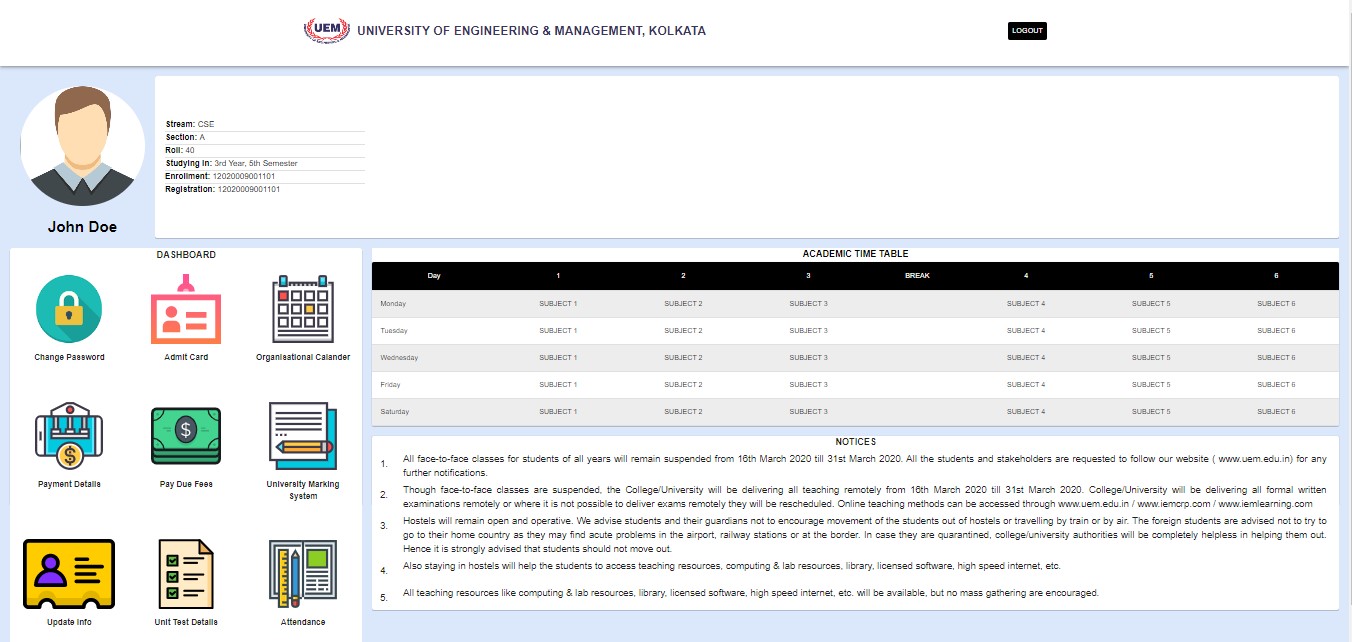 UEM UNIVERSITY OF ENGINEERING & MANAGEMENT, KOLKATA
LOGOUT
Stream: CSE
Section: A
Roll: 40
Studying In: 3rd Year, 5th Semester
Enrollment: 12020009001101
Registration: 12020009001101
John Doe
DASHBOARD
Change Password
Admit Card
Organisational Calander
Payment Details
Pay Due Fees
University Marking
System
Update Info
Unit Test Details
Attendance
ACADEMIC TIME TABLE
Day 1 2 3 BREAK 4 5 6
Monday SUBJECT 1 SUBJECT 2 SUBJECT 3 SUBJECT 4 SUBJECT 5 SUBJECT 6
Tuesday SUBJECT 1 SUBJECT 2 SUBJECT 3 SUBJECT 4 SUBJECT 5 SUBJECT 6
Wednesday SUBJECT 1 SUBJECT 2 SUBJECT 3 SUBJECT 4 SUBJECT 5 SUBJECT 6
Friday SUBJECT 1 SUBJECT 2 SUBJECT 3 SUBJECT 4 SUBJECT 5 SUBJECT 6
Saturday SUBJECT 1 SUBJECT 2 SUBJECT 3 SUBJECT 4 SUBJECT 5 SUBJECT 6
NOTICES
1. All face-to-face classes for students of all years will remain suspended from 16th March 2020 till 31st March 2020. All the students and stakeholders are requested to follow our website ( www.uem.edu.in) for any
further notifications.
2. Though face-to-face classes are suspended, the College/University will be delivering all teaching remotely from 16th March 2020 till 31st March 2020. College/University will be delivering all formal written
examinations remotely or where it is not possible to deliver exams remotely they will be rescheduled. Online teaching methods can be accessed through www.uem.edu.in / www.iemcrp.com / www.iemlearning.com
3. Hostels will remain open and operative. We advise students and their guardians not to encourage movement of the students out of hostels or travelling by train or by air. The foreign students are advised not to try to
go to their home country as they may find acute problems in the airport, railway stations or at the border. In case they are quarantined, college/university authorities will be completely helpless in helping them out.
Hence it is strongly advised that students should not move out.
4. Also staying in hostels will help the students to access teaching resources, computing & lab resources, library, licensed software, high speed internet, etc.
5. All teaching resources like computing & lab resources, library, licensed software, high speed internet, etc. will be available, but no mass gathering are encouraged.